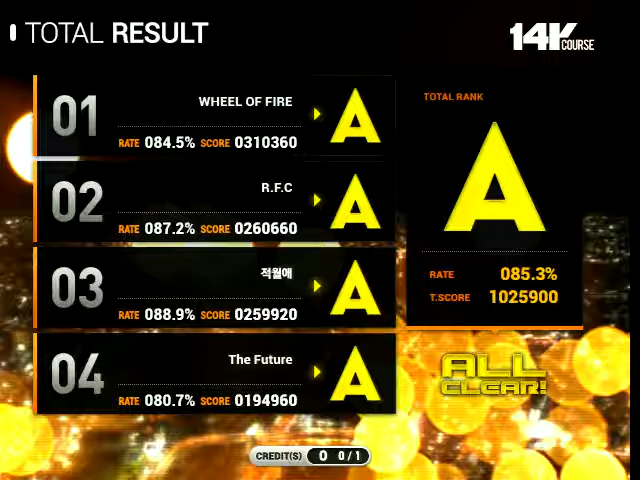 TOTAL RESULT
14K COURSE
01
WHEEL OF FIRE
RATE 084.5% SCORE 0310360
A
02
R.F.C
RATE 087.2% SCORE 0260660
A
03
적월애
RATE 088.9% SCORE 0259920
A
04
The Future
RATE 080.7% SCORE 0194960
A
TOTAL RANK
A
RATE 085.3%
T.SCORE 1025900
ALL
CLEAR!
CREDIT(S) 0 0/1